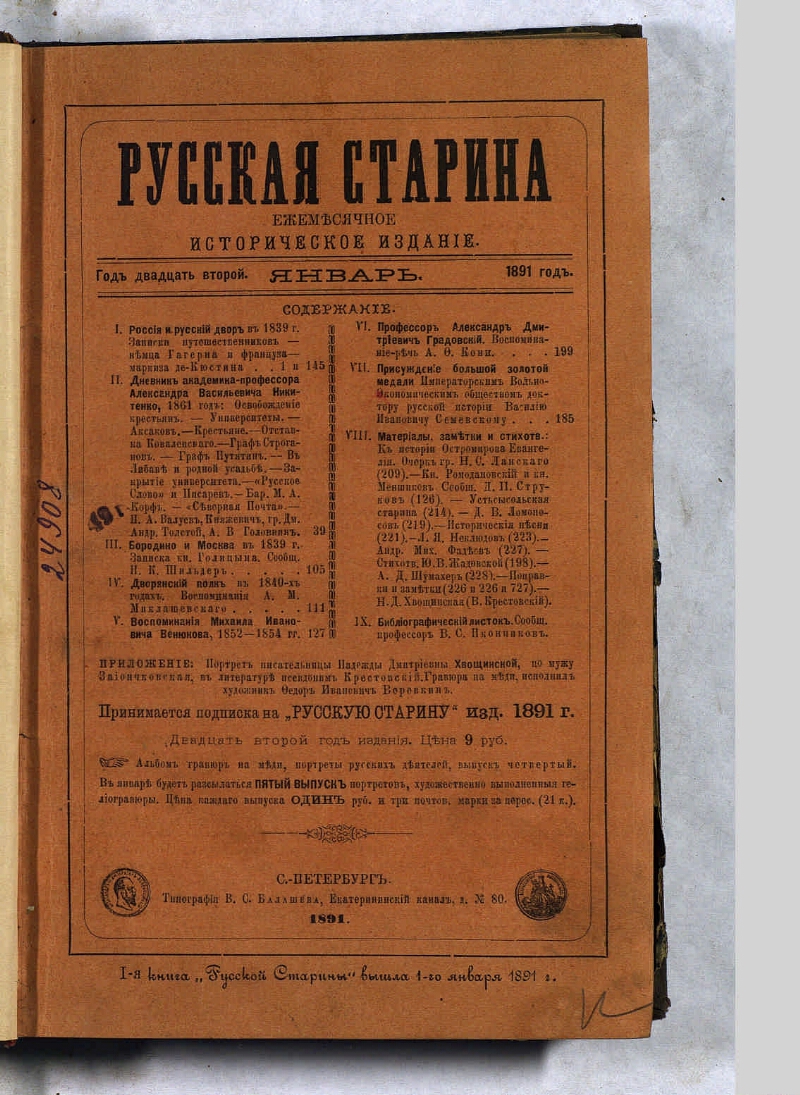 РУССКАЯ СТАРИНА
ЕЖЕМѢСЯЧНОЕ
ИСТОРИЧЕСКОЕ ИЗДАНІЕ.
Годъ двадцать второй. ЯНВАРЬ. 1891 годъ.
СОДЕРЖАНІЕ.
I. Россія и русскій дворъ въ 1839 г.
Записки путешественниковъ —
нѣмца Гагерна и француза—
маркиза де-Кюстина . . 1 и 145
II. Дневникъ академика-профессора
Александра Васильевича Ники-
тенко, 1861 годъ: Освобожденіе
крестьянъ. — Университеты. —
Аксаковъ.—Крестьяне.—Отстав-
ка Ковалевскаго.—Графъ Строга-
новъ. — Графъ Путятинъ. — Въ
Либавѣ и родной усадьбѣ.—За-
крытіе университета.—«Русское
Слово» и Писаревъ.—Бар. М. А.
Корфъ. — «Сѣверная Почта».—
П. А. Валуевъ, Княжевичъ, гр. Дм.
Андр. Толстой, А. В Головнинъ. 39
III. Бородино и Москва въ 1839 г.
Записка кн. Голицына. Сообщ.
Н. К. Шильдеръ . . . . . 105
IV. Дворянскій полкъ въ 1840-хъ
годахъ. Воспоминанія А. М.
Миклашевскаго . . . . . 111
V. Воспоминанія Михаила Ивано-
вича Венюкова, 1852—1854 гг. 127
VI. Профессоръ Александръ Дми-
тріевичъ Градовскій. Воспомина-
ніе-рѣчь А. Ѳ. Кони. . . . . 199
VII. Присужденіе большой золотой
медали Императорскимъ Вольно-
Экономическимъ обществомъ док-
тору русской исторіи Василію
Ивановичу Семевскому . . . 185
VIII. Матеріалы, замѣтки и стихотв.:
Къ исторіи Остромирова Еванге-
лія. Очеркъ гр. Н. С. Ланскаго
(209).—Кн. Ромодановскій и кн.
Меншиковъ Сообщ. Д. П. Стру-
ковъ (126). — Устьсысольская
старина (214). — Д. В. Ломоно-
совъ (219).— Историческія пѣсни
(221).—Л. Я. Неклюдовъ (223).—
Андр. Мих. Фадѣевъ (227). —
Стихотв. Ю. В. Жадовской (198).—
А. Д. Шумахеръ (228).—Поправ-
ки и замѣтки (226 и 727).—
Н. Д. Хвощинская (В. Крестовскій).
IX. Библіографическій листокъ. Сообщ.
профессоръ В. С. Иконниковъ.
ПРИЛОЖЕНІЕ: Портретъ писательницы Надежды Дмитріевны Хвощинской, по мужу
Заіончковская, въ литературѣ псевдонимъ Крестовскій. Гравюра на мѣди, исполнилъ
художникъ Ѳедоръ Ивановичъ Веревкинъ.
Принимается подписка на „РУССКУЮ СТАРИНУ“ изд. 1891 г.
Двадцать второй годъ изданія. Цѣна 9 руб.
Альбомъ гравюръ на мѣди, портреты русскихъ дѣятелей, выпускъ четвертый.
Въ январѣ будетъ разсылаться ПЯТЫЙ ВЫПУСКЪ портретовъ, художественно выполненныя ге-
ліогравюры. Цѣна каждаго выпуска ОДИНЪ руб. и три почтов. марки за перес. (21 к.).
С.-ПЕТЕРБУРГЪ.
Типографія В. С. Балашева, Екатерининскій каналъ, д. № 80.
1891.
I-я книга „Русской Старины“ вышла 1-го января 1891 г.
24908